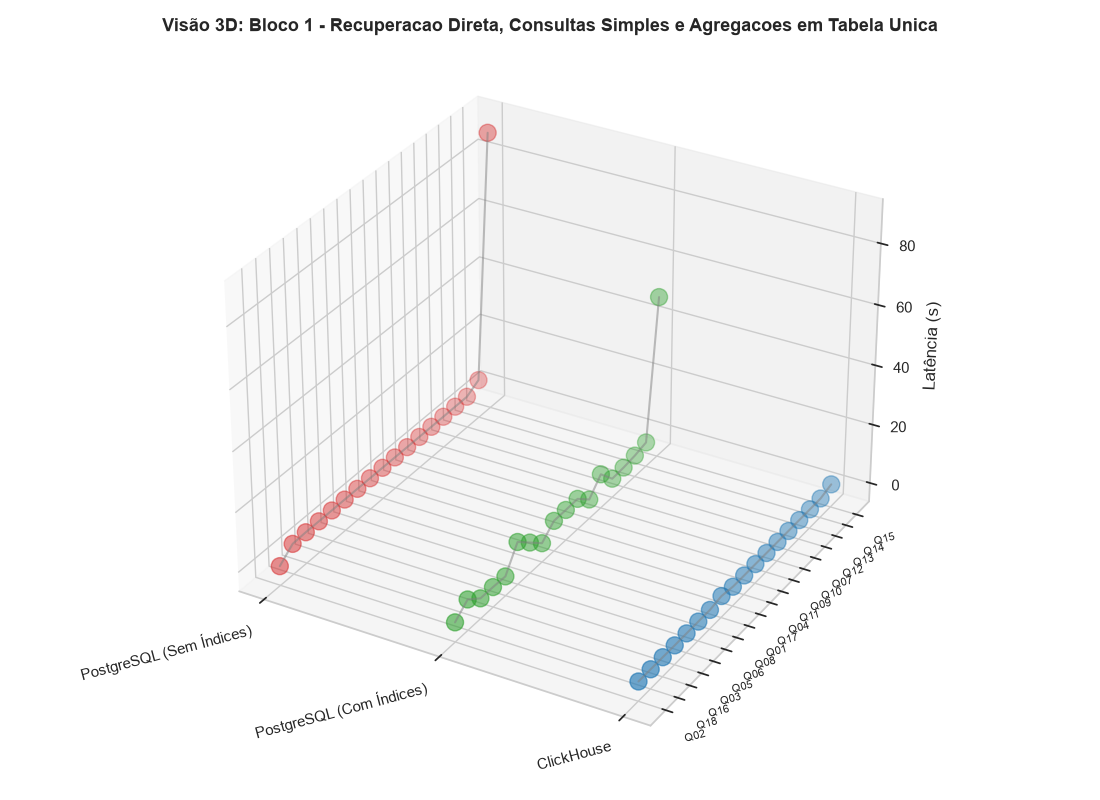 Visão 3D: Bloco 1 - Recuperacao Direta, Consultas Simples e Agregacoes em Tabela Unica
80
60
40
20
0
Latência (s)
Q15
Q14
Q13
Q12
Q07
Q10
Q09
Q11
Q04
Q17
Q01
Q08
Q06
Q05
Q03
Q16
Q18
Q02
PostgreSQL (Sem Índices)
PostgreSQL (Com Índices)
ClickHouse